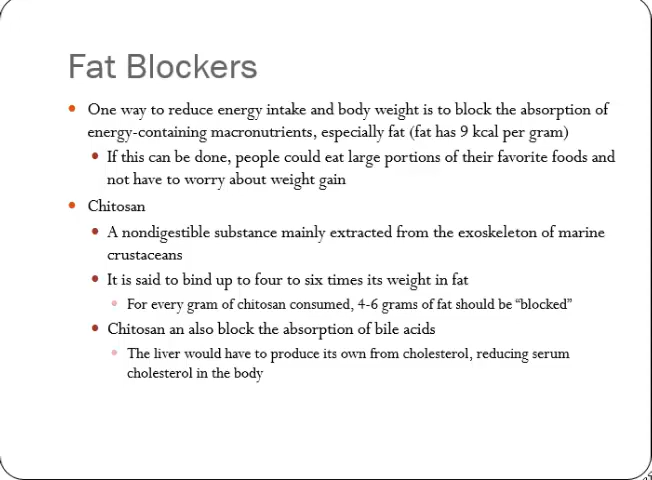 Fat Blockers
• One way to reduce energy intake and body weight is to block the absorption of
energy-containing macronutrients, especially fat (fat has 9 kcal per gram)
• If this can be done, people could eat large portions of their favorite foods and
not have to worry about weight gain
• Chitosan
• A nondigestible substance mainly extracted from the exoskeleton of marine
crustaceans
• It is said to bind up to four to six times its weight in fat
• For every gram of chitosan consumed, 4-6 grams of fat should be “blocked”
• Chitosan an also block the absorption of bile acids
• The liver would have to produce its own from cholesterol, reducing serum
cholesterol in the body